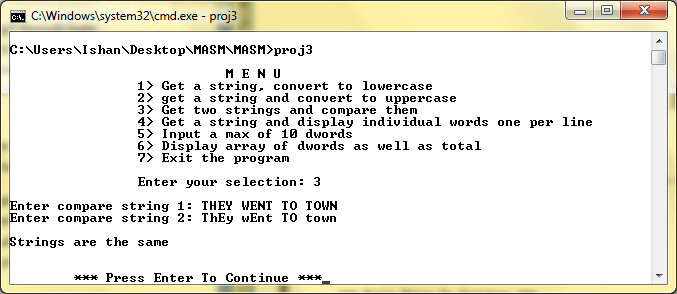 C:\Windows\system32\cmd.exe - proj3
C:\Users\Ishan\Desktop\MASM\MASM>proj3
M E N U
1> Get a string, convert to lowercase
2> get a string and convert to uppercase
3> Get two strings and compare them
4> Get a string and display individual words one per line
5> Input a max of 10 dwords
6> Display array of dwords as well as total
7> Exit the program
Enter your selection: 3
Enter compare string 1: THEY WENT TO TOWN
Enter compare string 2: ThEy wEnt TO town
Strings are the same
*** Press Enter To Continue ***_